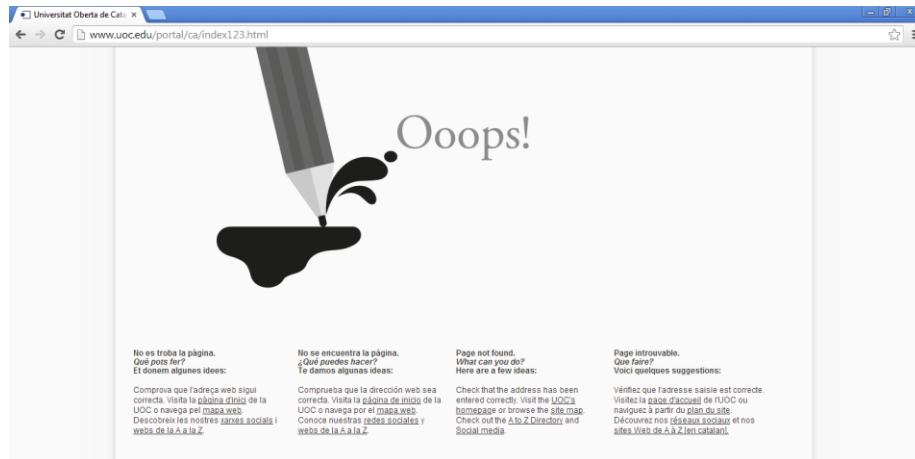 Universitat Oberta de Cata
www.uoc.edu/portal/ca/index123.html
Ooops!
No es troba la pàgina.
Què pots fer?
Et donem algunes idees:
Comprova que l'adreça web sigui
correcta. Visita la pàgina d'inici de la
UOC o navega pel mapa web.
Descobreix les nostres xarxes socials i
webs de la A a la Z.
No se encuentra la página.
¿Qué puedes hacer?
Te damos algunas ideas:
Comprueba que la dirección web sea
correcta. Visita la página de inicio de la
UOC o navega por el mapa web.
Conoce nuestras redes sociales y
webs de la A a la Z.
Page not found.
What can you do?
Here are a few ideas:
Check that the address has been
entered correctly. Visit the UOC's
homepage or browse the site map.
Check out the A to Z Directory and
Social media.
Page introuvable.
Que faire?
Voici quelques suggestions:
Vérifiez que l'adresse saisie est correcte.
Visitez la page d'accueil de l'UOC ou
naviguez à partir du plan du site.
Découvrez nos réseaux sociaux et nos
sites Web de A à Z [en catalan].